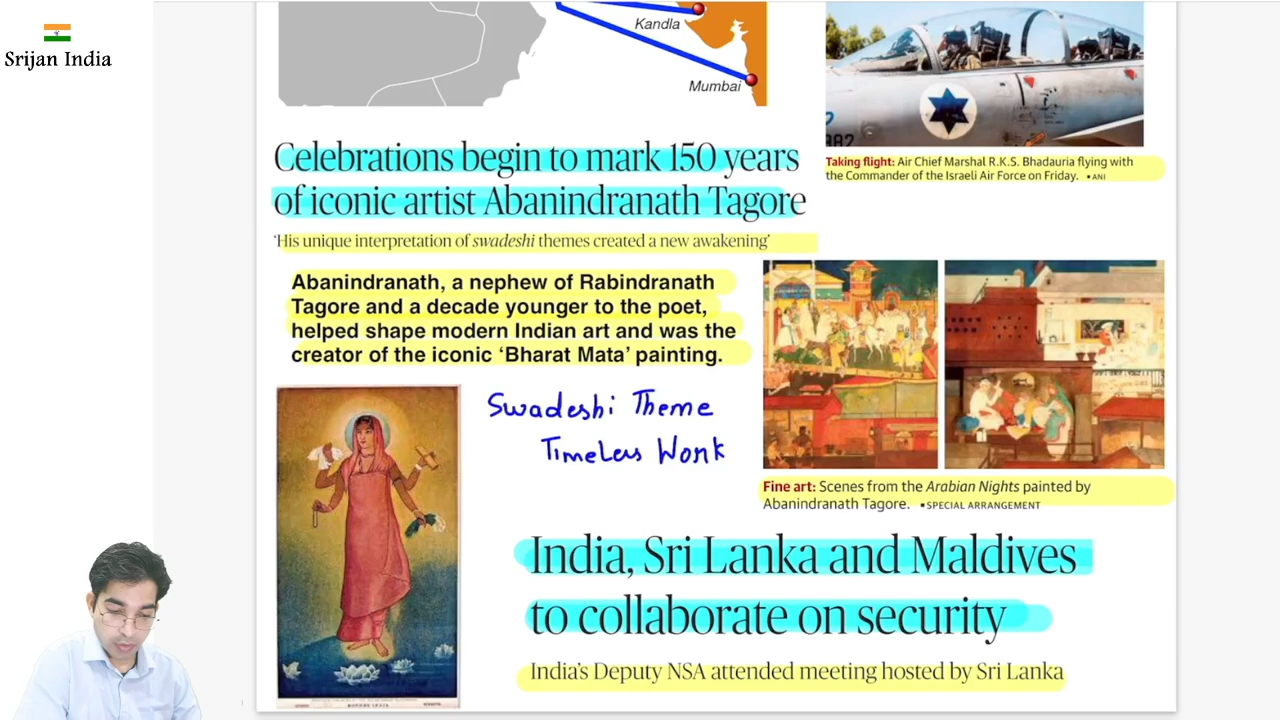 Srijan India
Kandla
Mumbai
Taking flight: Air Chief Marshal R.K.S. Bhadauria flying with
the Commander of the Israeli Air Force on Friday. ▪ANI
Celebrations begin to mark 150 years
of iconic artist Abanindranath Tagore
'His unique interpretation of swadeshi themes created a new awakening'
Abanindranath, a nephew of Rabindranath
Tagore and a decade younger to the poet,
helped shape modern Indian art and was the
creator of the iconic ‘Bharat Mata’ painting.
Swadeshi Theme
Timeless Work
Fine art: Scenes from the Arabian Nights painted by
Abanindranath Tagore. ▪SPECIAL ARRANGEMENT
India, Sri Lanka and Maldives
to collaborate on security
India’s Deputy NSA attended meeting hosted by Sri Lanka
MOTHER INDIA